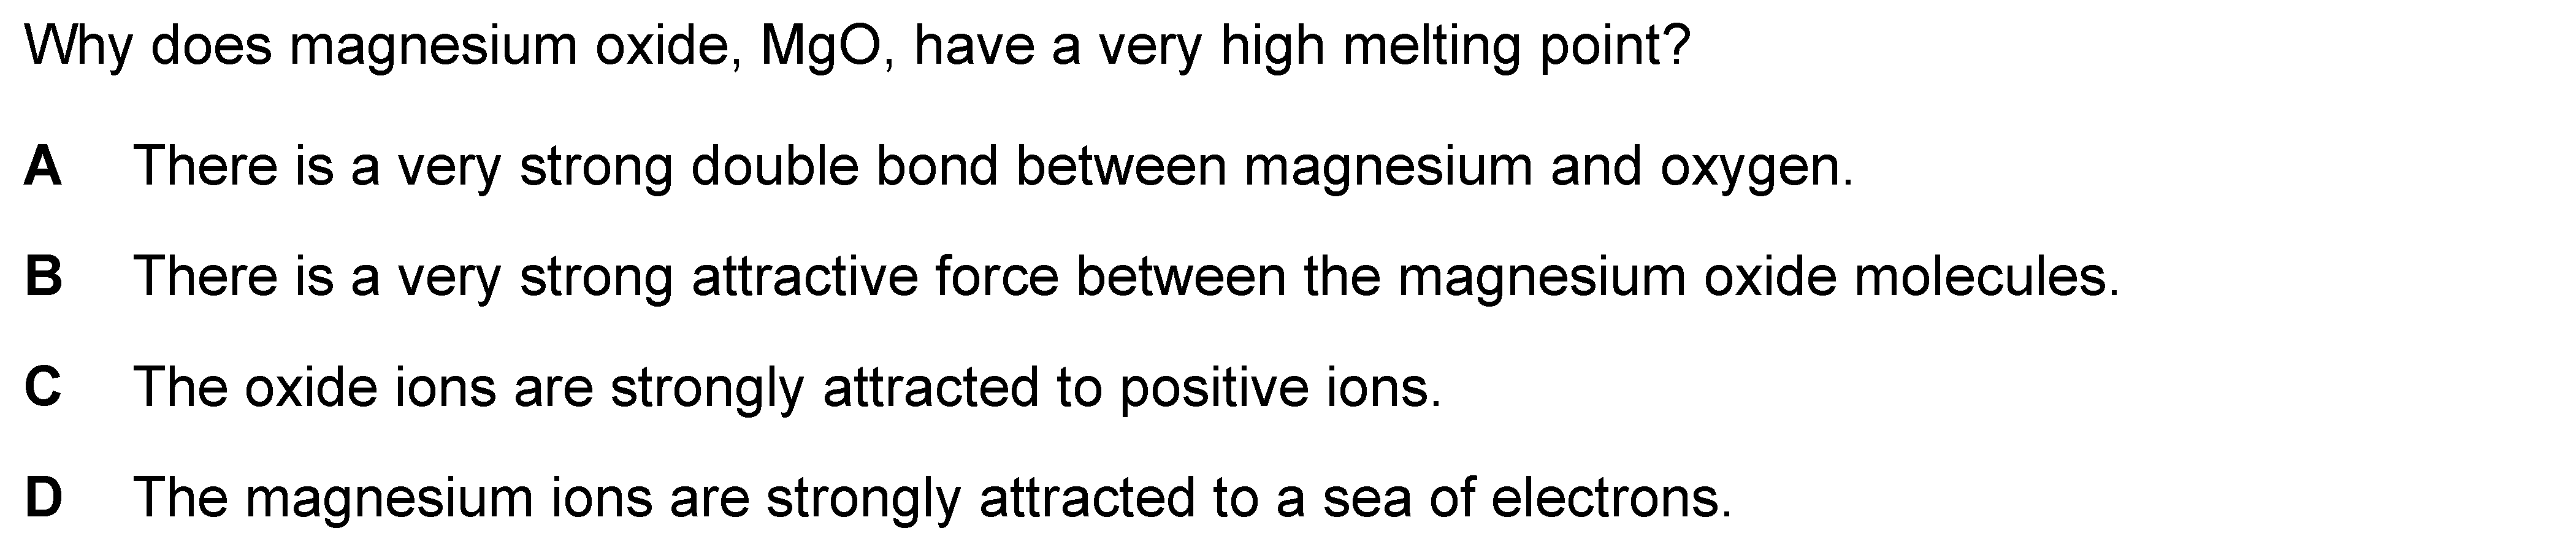 Why does magnesium oxide, MgO, have a very high melting point?
A There is a very strong double bond between magnesium and oxygen.
B There is a very strong attractive force between the magnesium oxide molecules.
C The oxide ions are strongly attracted to positive ions.
D The magnesium ions are strongly attracted to a sea of electrons.